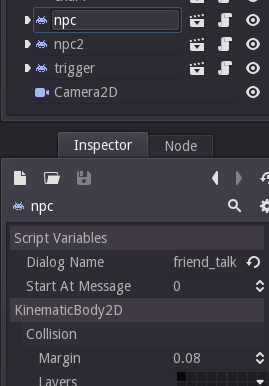 npc
npc2
trigger
Camera2D
Inspector Node
npc
Script Variables
Dialog Name friend_talk
Start At Message 0
KinematicBody2D
Collision
Margin 0.08
Layers